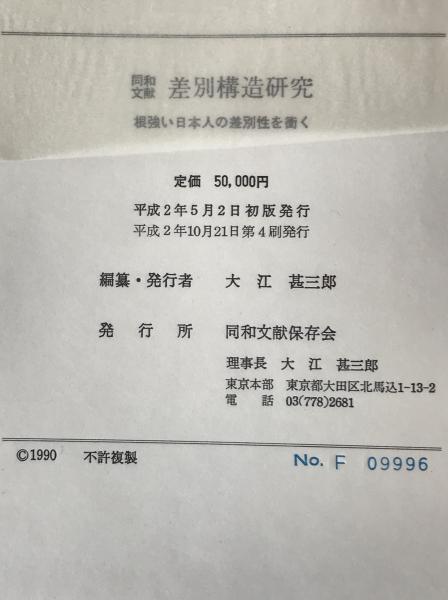 同和文献 差別構造研究
根強い日本人の差別性を衝く
定価 50,000円
平成2年5月2日初版発行
平成2年10月21日第4刷発行
編纂・発行者 大江 甚三郎
発行所 同和文献保存会
理事長 大江 甚三郎
東京本部 東京都大田区北馬込1-13-2
電話 03(778)2681
©1990 不許複製 No. F 09996